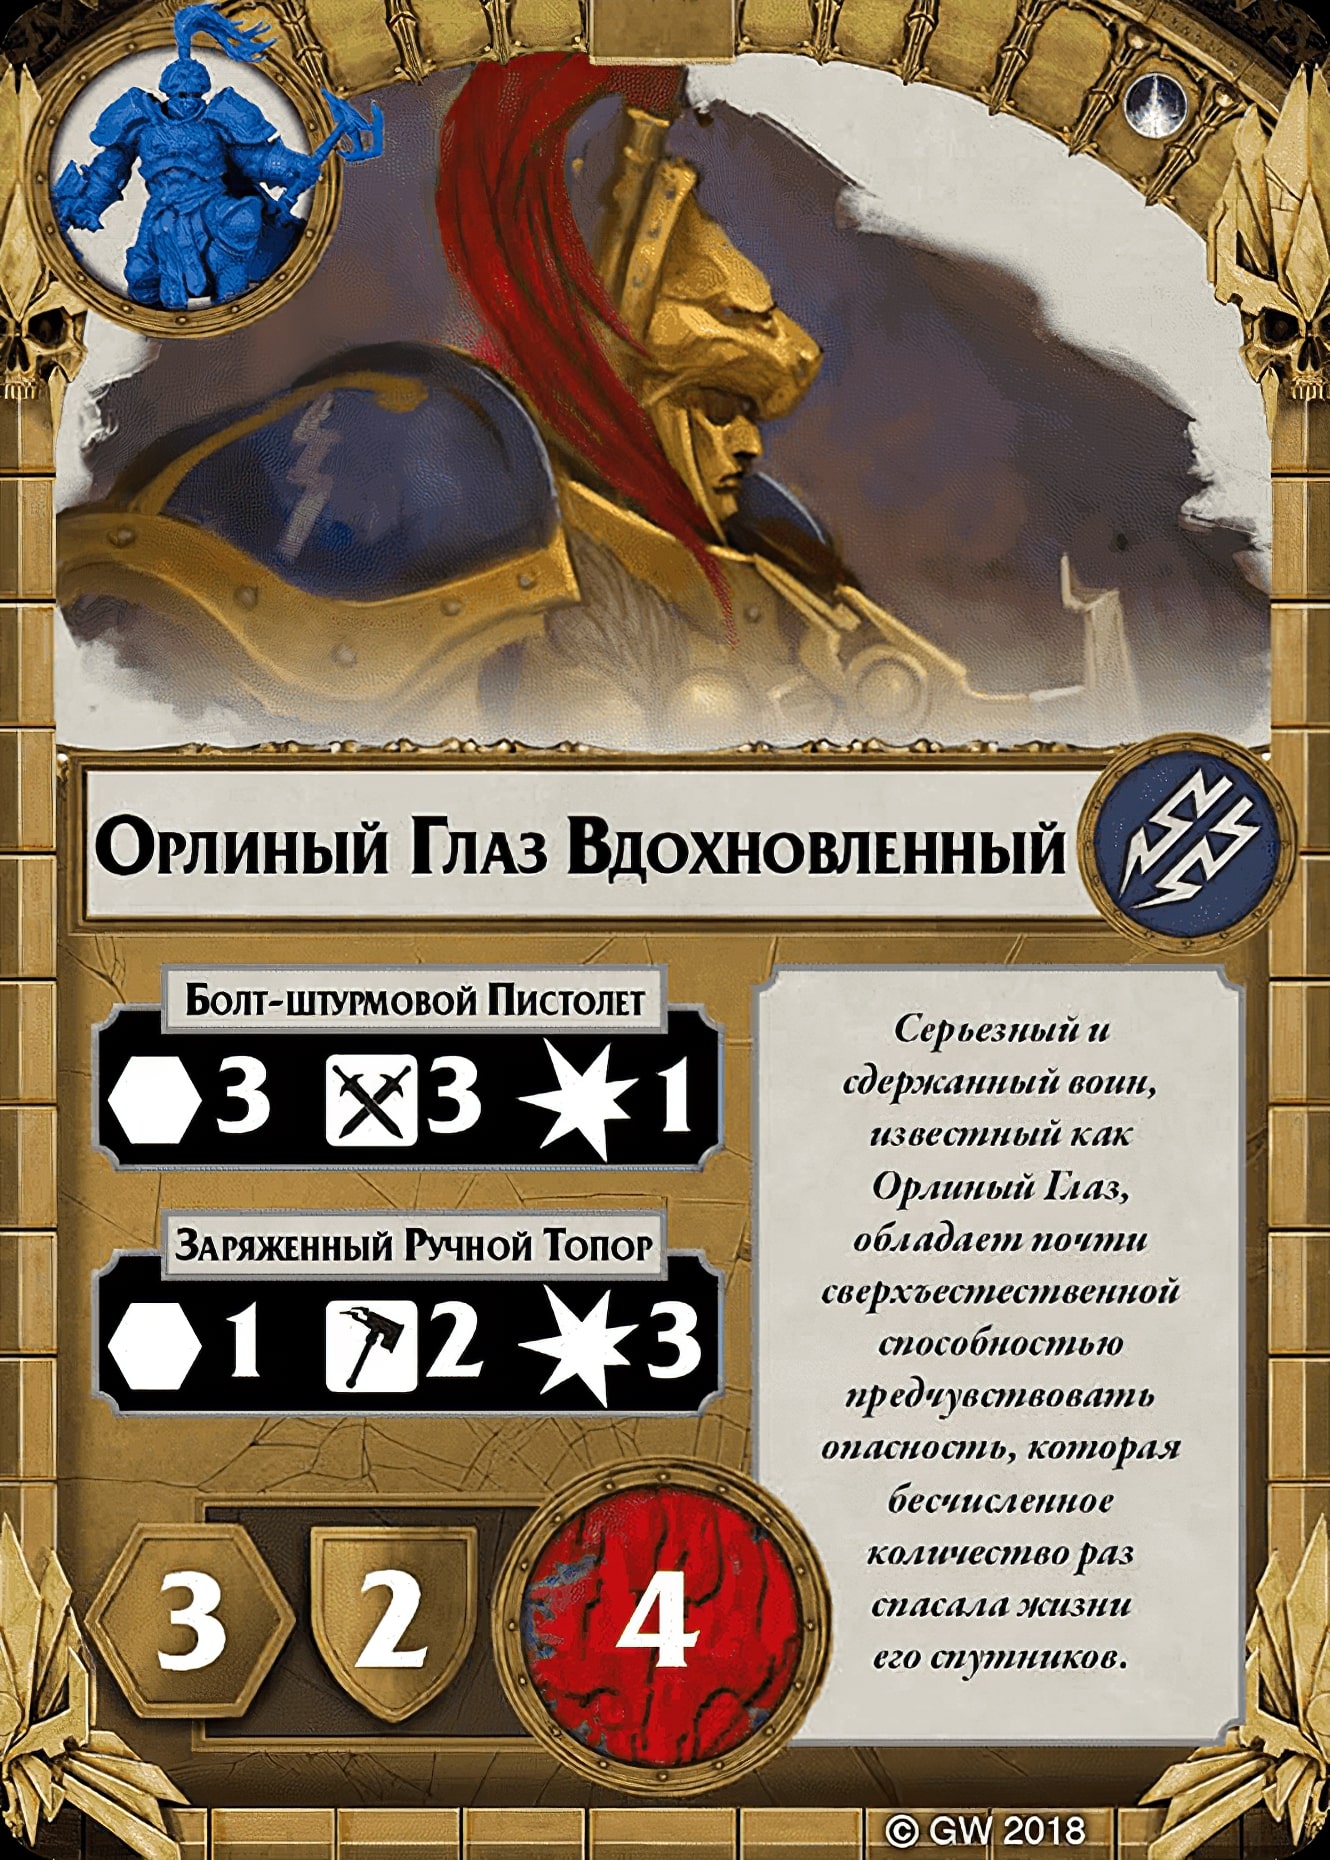 Орлиный Глаз Вдохновленный
Болт-штурмовой Пистолет
3 3 1
Заряженный Ручной Топор
1 2 3
3 2 4
Серьезный и
сдержанный воин,
известный как
Орлиный Глаз,
обладает почти
сверхъестественной
способностью
предчувствовать
опасность, которая
бесчисленное
количество раз
спасала жизни
его спутников.
© GW 2018